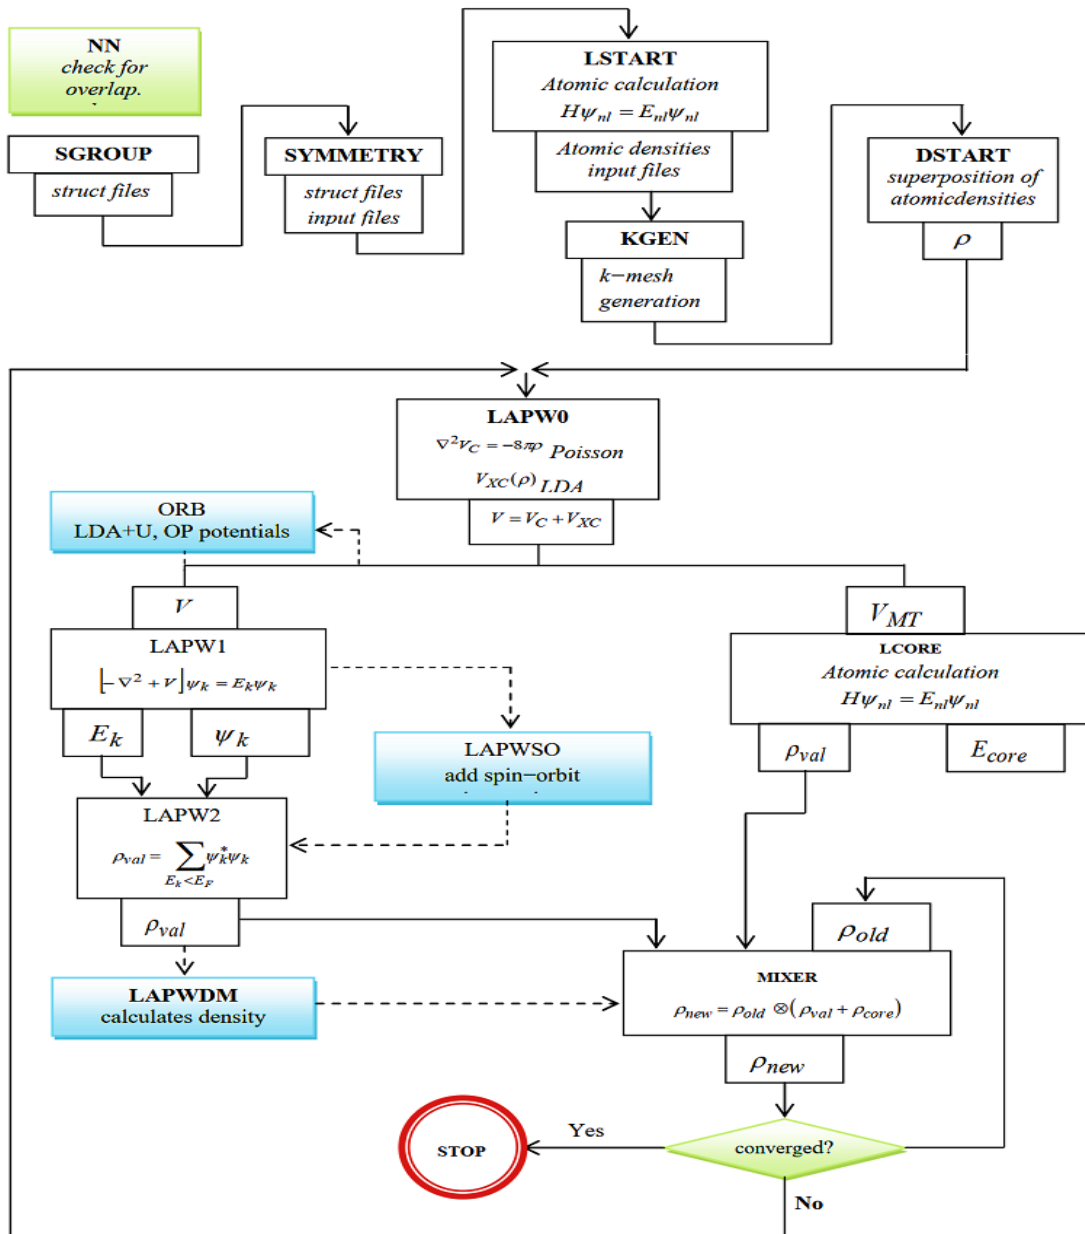 NN
check for
overlap.
SGROUP
struct files
SYMMETRY
struct files
input files
LSTART
Atomic calculation
Hψnl = Enlψnl
Atomic densities
input files
KGEN
k−mesh
generation
DSTART
superposition of
atomicdensities
ρ
LAPW0
∇²VC = −8πρ Poisson
VXC(ρ) LDA
V = VC + VXC
ORB
LDA+U, OP potentials
V
LAPW1
⌊−∇² + V⌋ψk = Ekψk
Ek
ψk
VMT
LCORE
Atomic calculation
Hψnl = Enlψnl
ρval
Ecore
LAPWSO
add spin−orbit
LAPW2
ρval = ∑ ψk*ψk
Ek<EF
ρval
LAPWDM
calculates density
ρold
MIXER
ρnew = ρold ⊗(ρval + ρcore)
ρnew
STOP
Yes
converged?
No